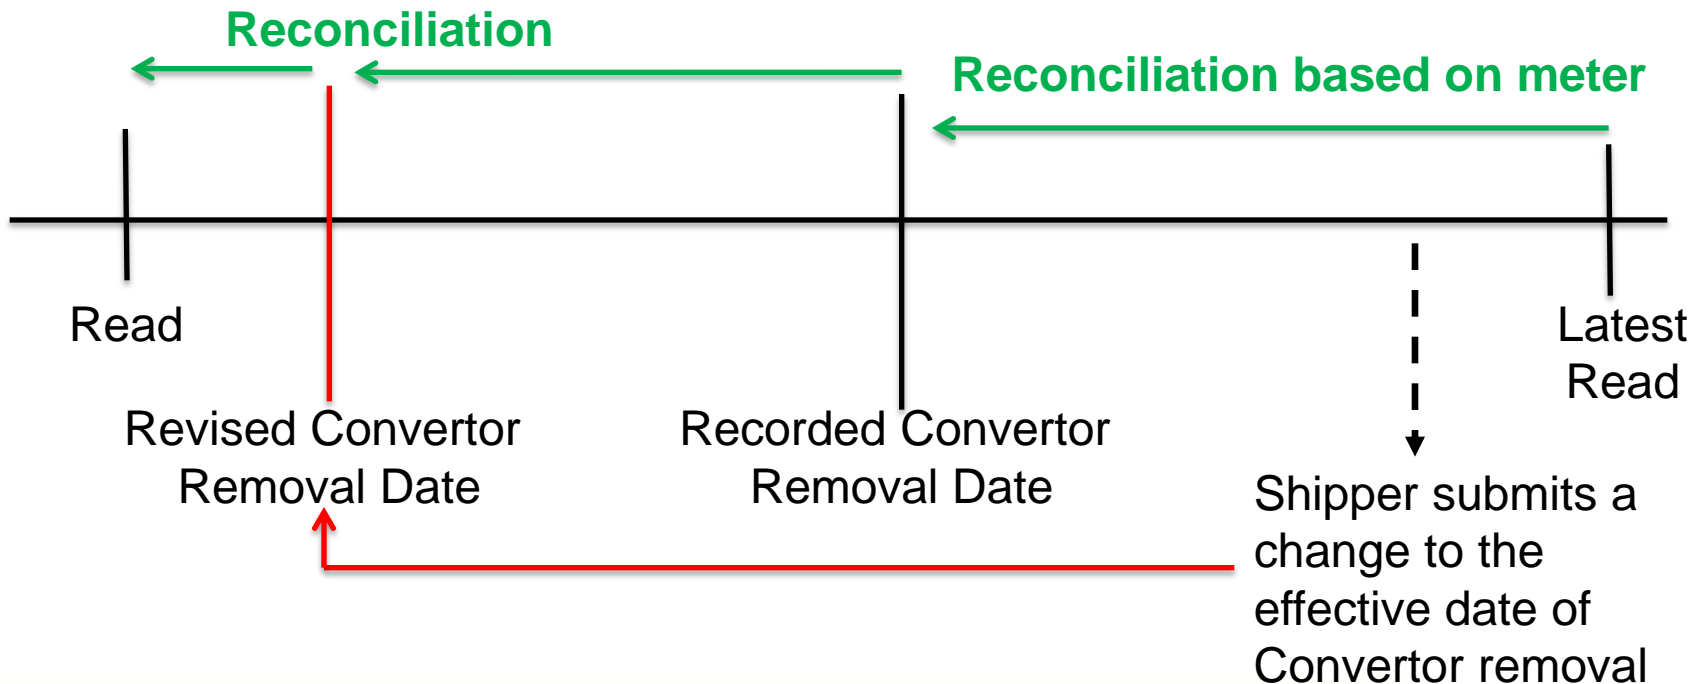 Reconciliation
Reconciliation based on meter
Read
Latest
Read
Revised Convertor
Removal Date
Recorded Convertor
Removal Date
Shipper submits a
change to the
effective date of
Convertor removal